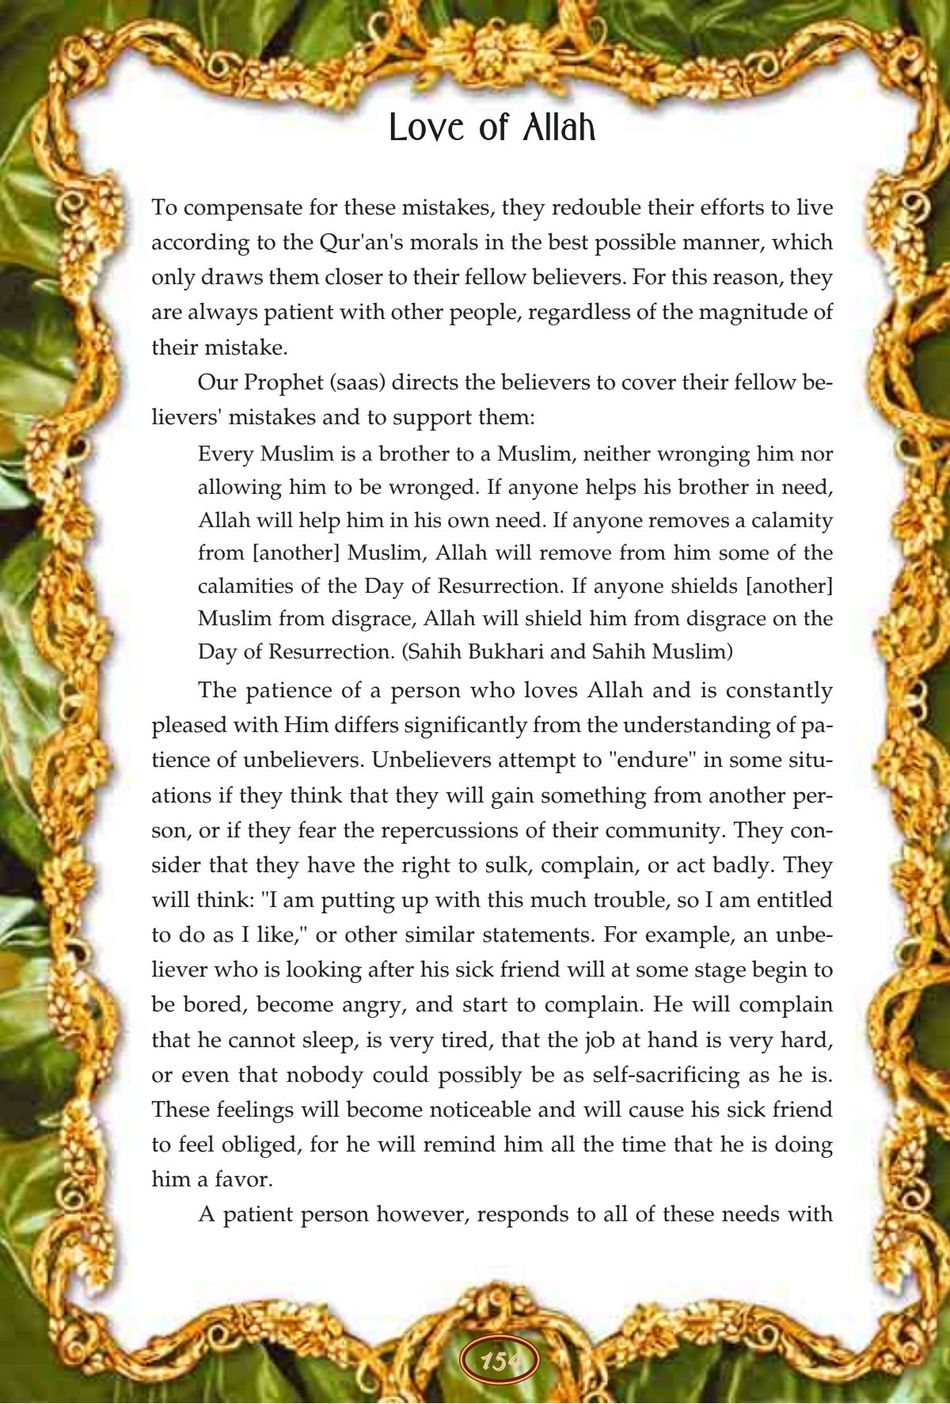 Love of Allah
To compensate for these mistakes, they redouble their efforts to live
according to the Qur'an's morals in the best possible manner, which
only draws them closer to their fellow believers. For this reason, they
are always patient with other people, regardless of the magnitude of
their mistake.
Our Prophet (saas) directs the believers to cover their fellow be-
lievers' mistakes and to support them:
Every Muslim is a brother to a Muslim, neither wronging him nor
allowing him to be wronged. If anyone helps his brother in need,
Allah will help him in his own need. If anyone removes a calamity
from [another] Muslim, Allah will remove from him some of the
calamities of the Day of Resurrection. If anyone shields [another]
Muslim from disgrace, Allah will shield him from disgrace on the
Day of Resurrection. (Sahih Bukhari and Sahih Muslim)
The patience of a person who loves Allah and is constantly
pleased with Him differs significantly from the understanding of pa-
tience of unbelievers. Unbelievers attempt to "endure" in some situ-
ations if they think that they will gain something from another per-
son, or if they fear the repercussions of their community. They con-
sider that they have the right to sulk, complain, or act badly. They
will think: "I am putting up with this much trouble, so I am entitled
to do as I like," or other similar statements. For example, an unbe-
liever who is looking after his sick friend will at some stage begin to
be bored, become angry, and start to complain. He will complain
that he cannot sleep, is very tired, that the job at hand is very hard,
or even that nobody could possibly be as self-sacrificing as he is.
These feelings will become noticeable and will cause his sick friend
to feel obliged, for he will remind him all the time that he is doing
him a favor.
A patient person however, responds to all of these needs with
154